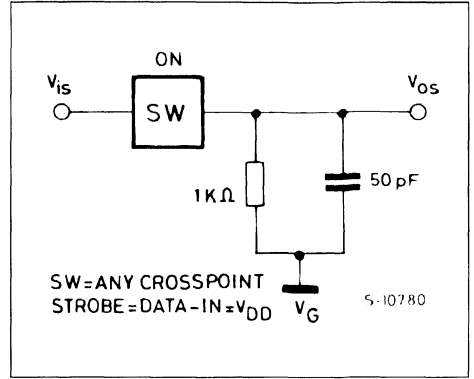 ON
Vis
SW
Vos
1KΩ
50pF
SW=ANY CROSSPOINT
STROBE=DATA-IN=VDD
VG
S-10780